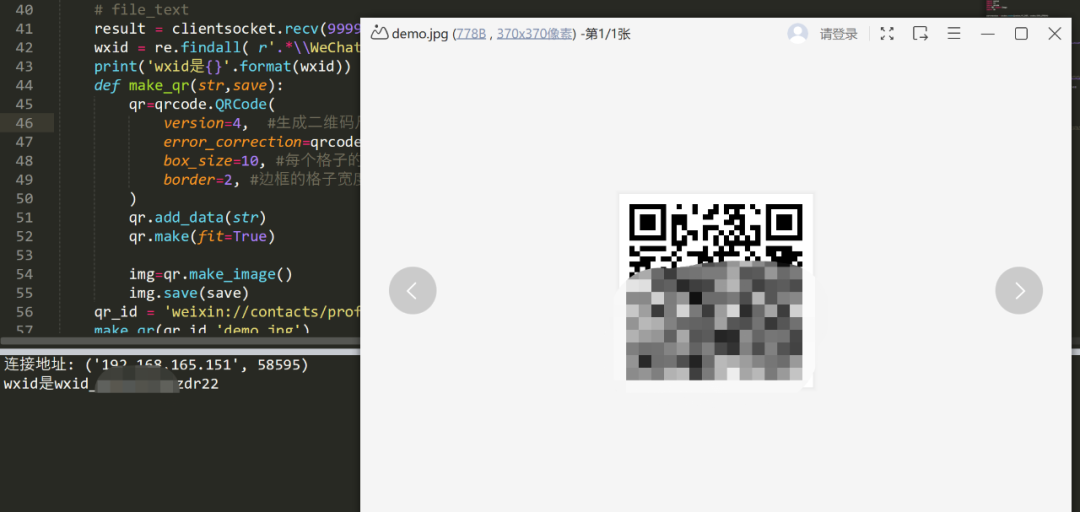 40 # file_text
41 result = clientsocket.recv(9999
42 wxid = re.findall( r'.*\\WeChat
43 print('wxid是{}'.format(wxid))
44 def make_qr(str,save):
45 qr=qrcode.QRCode(
46 version=4, #生成二维码
47 error_correction=qrcode
48 box_size=10, #每个格子的
49 border=2, #边框的格子宽度
50 )
51 qr.add_data(str)
52 qr.make(fit=True)
53
54 img=qr.make_image()
55 img.save(save)
56 qr_id = 'weixin://contacts/prof
57 make_qr(qr_id,'demo.jpg')
连接地址: ('192.168.165.151', 58595)
wxid是wxid_ zdr22
demo.jpg (778B , 370x370像素) -第1/1张
请登录